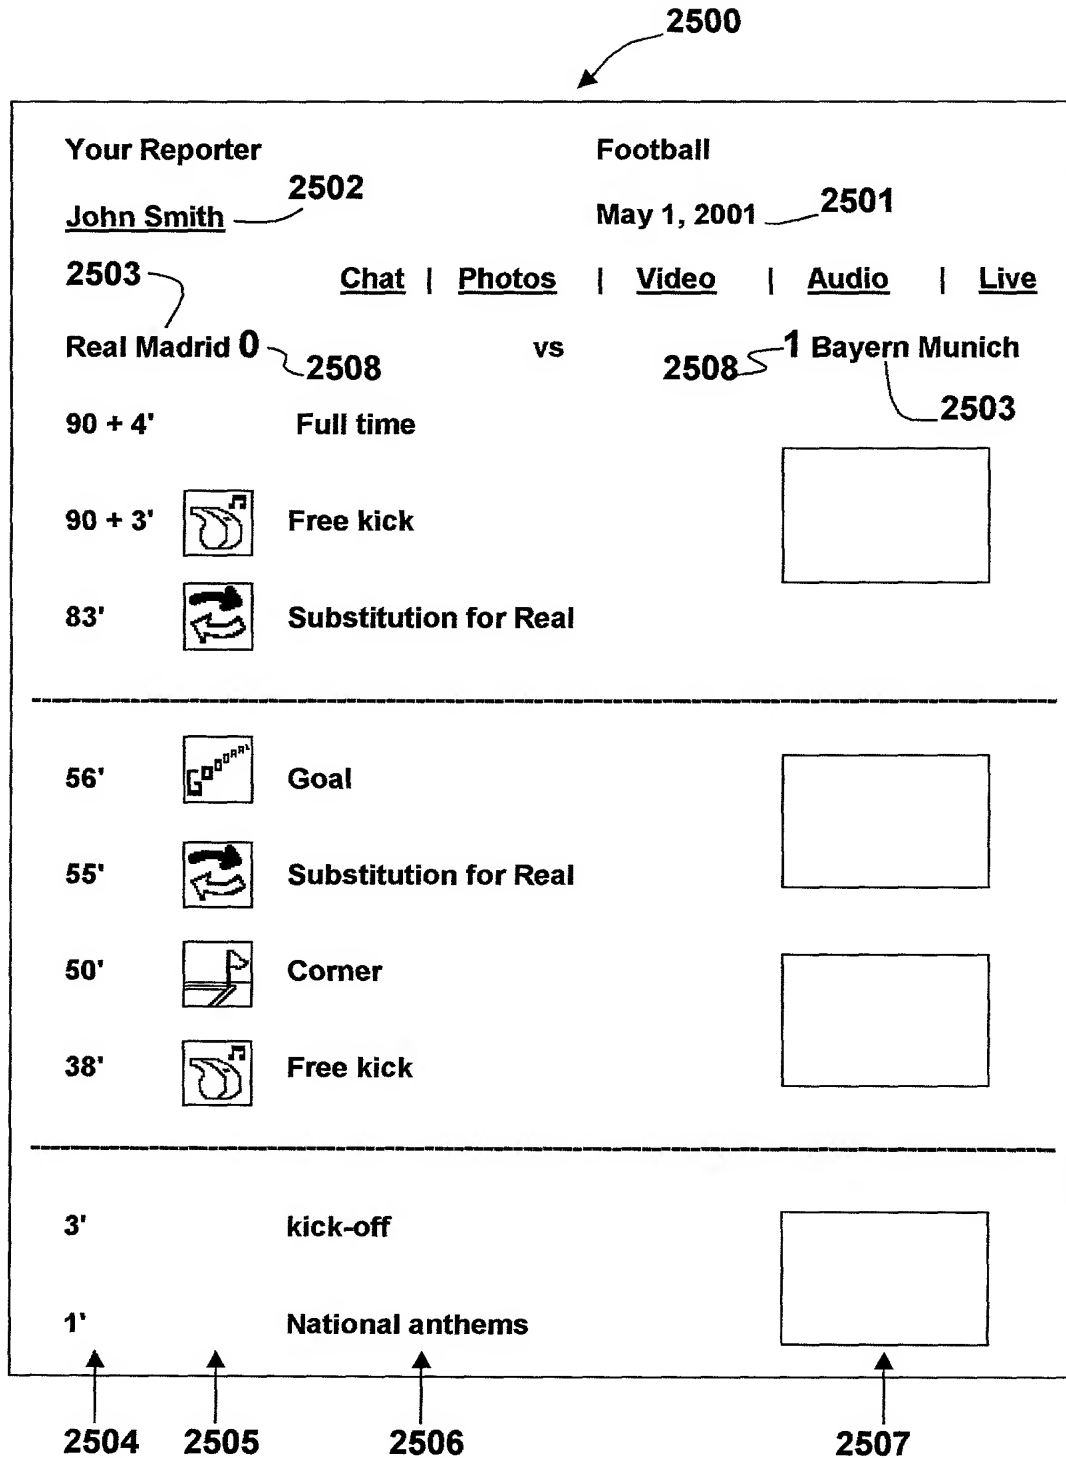 2500
Your Reporter Football
2502
John Smith May 1, 2001 2501
2503 Chat | Photos | Video | Audio | Live
Real Madrid 0 vs 1 Bayern Munich
2508 2508
2503
90 + 4' Full time
90 + 3' Free kick
83' Substitution for Real
56' GOOOOAAL Goal
55' Substitution for Real
50' Corner
38' Free kick
3' kick-off
1' National anthems
2504 2505 2506 2507